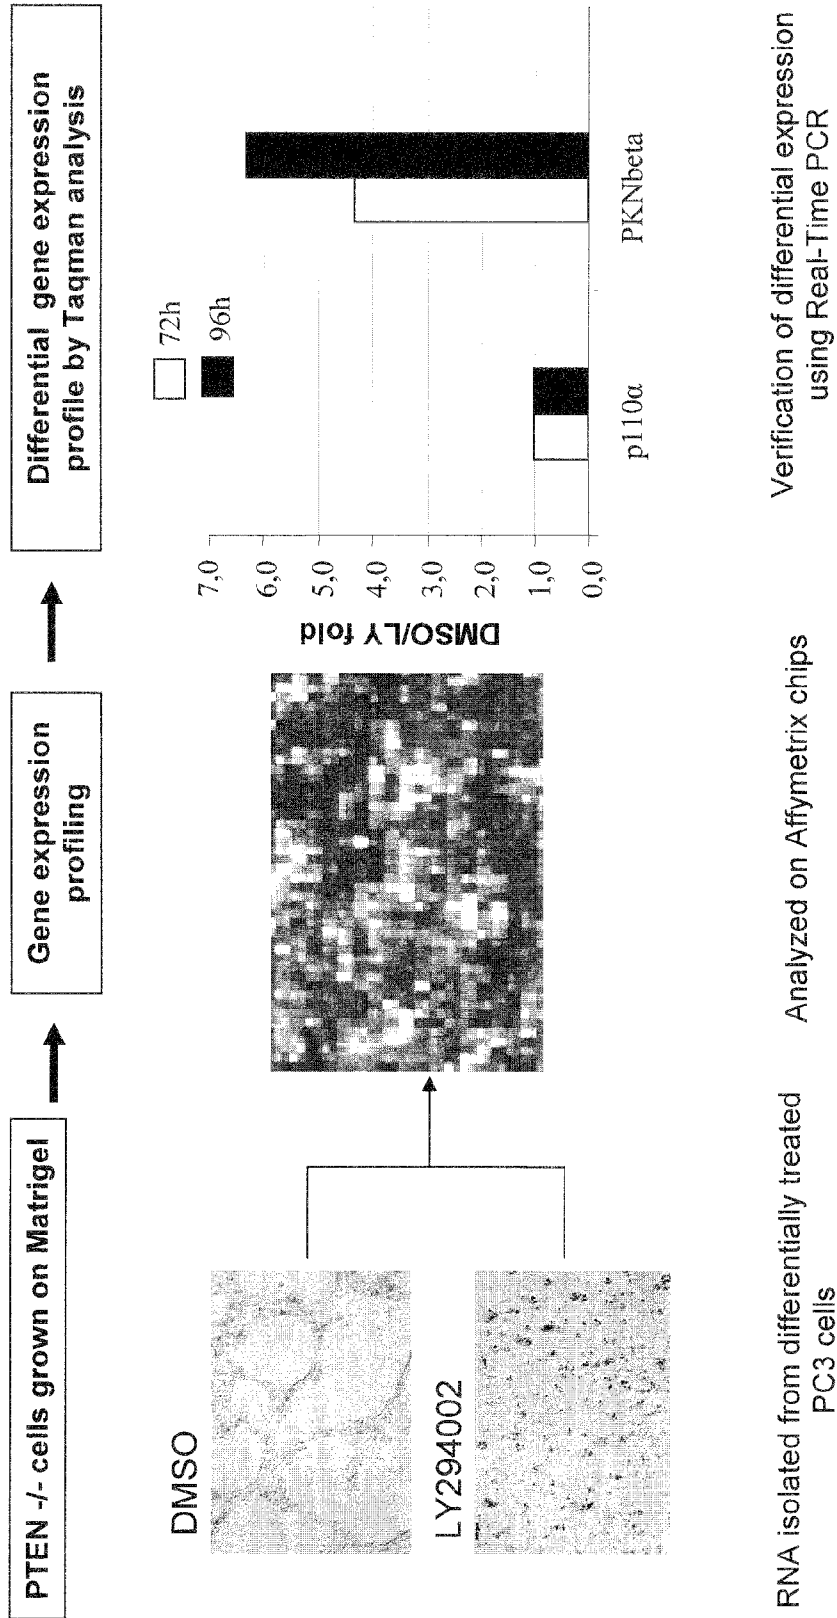 PTEN -/- cells grown on Matrigel
Gene expression
profiling
Differential gene expression
profile by Taqman analysis
DMSO
LY294002
DMSO/LY fold
7,0
6,0
5,0
4,0
3,0
2,0
1,0
0,0
72h
96h
p110α
PKNbeta
RNA isolated from differentially treated
PC3 cells
Analyzed on Affymetrix chips
Verification of differential expression
using Real-Time PCR